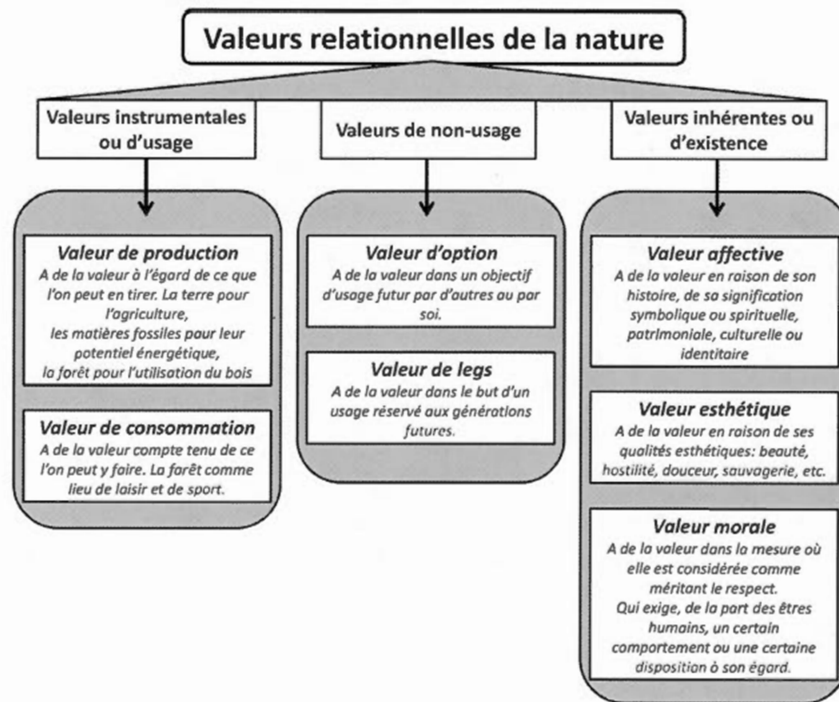 Valeurs relationnelles de la nature
Valeurs instrumentales
ou d'usage
Valeurs de non-usage
Valeurs inhérentes ou
d'existence
Valeur de production
A de la valeur à l'égard de ce que
l'on peut en tirer. La terre pour
l'agriculture,
les matières fossiles pour leur
potentiel énergétique,
la forêt pour l'utilisation du bois
Valeur de consommation
A de la valeur compte tenu de ce
l'on peut y faire. La forêt comme
lieu de loisir et de sport.
Valeur d'option
A de la valeur dans un objectif
d'usage futur par d'autres ou par
soi.
Valeur de legs
A de la valeur dans le but d'un
usage réservé aux générations
futures.
Valeur affective
A de la valeur en raison de son
histoire, de sa signification
symbolique ou spirituelle,
patrimoniale, culturelle ou
identitaire
Valeur esthétique
A de la valeur en raison de ses
qualités esthétiques: beauté,
hostilité, douceur, sauvagerie, etc.
Valeur morale
A de la valeur dans la mesure où
elle est considérée comme
méritant le respect.
Qui exige, de la part des êtres
humains, un certain
comportement ou une certaine
disposition à son égard.